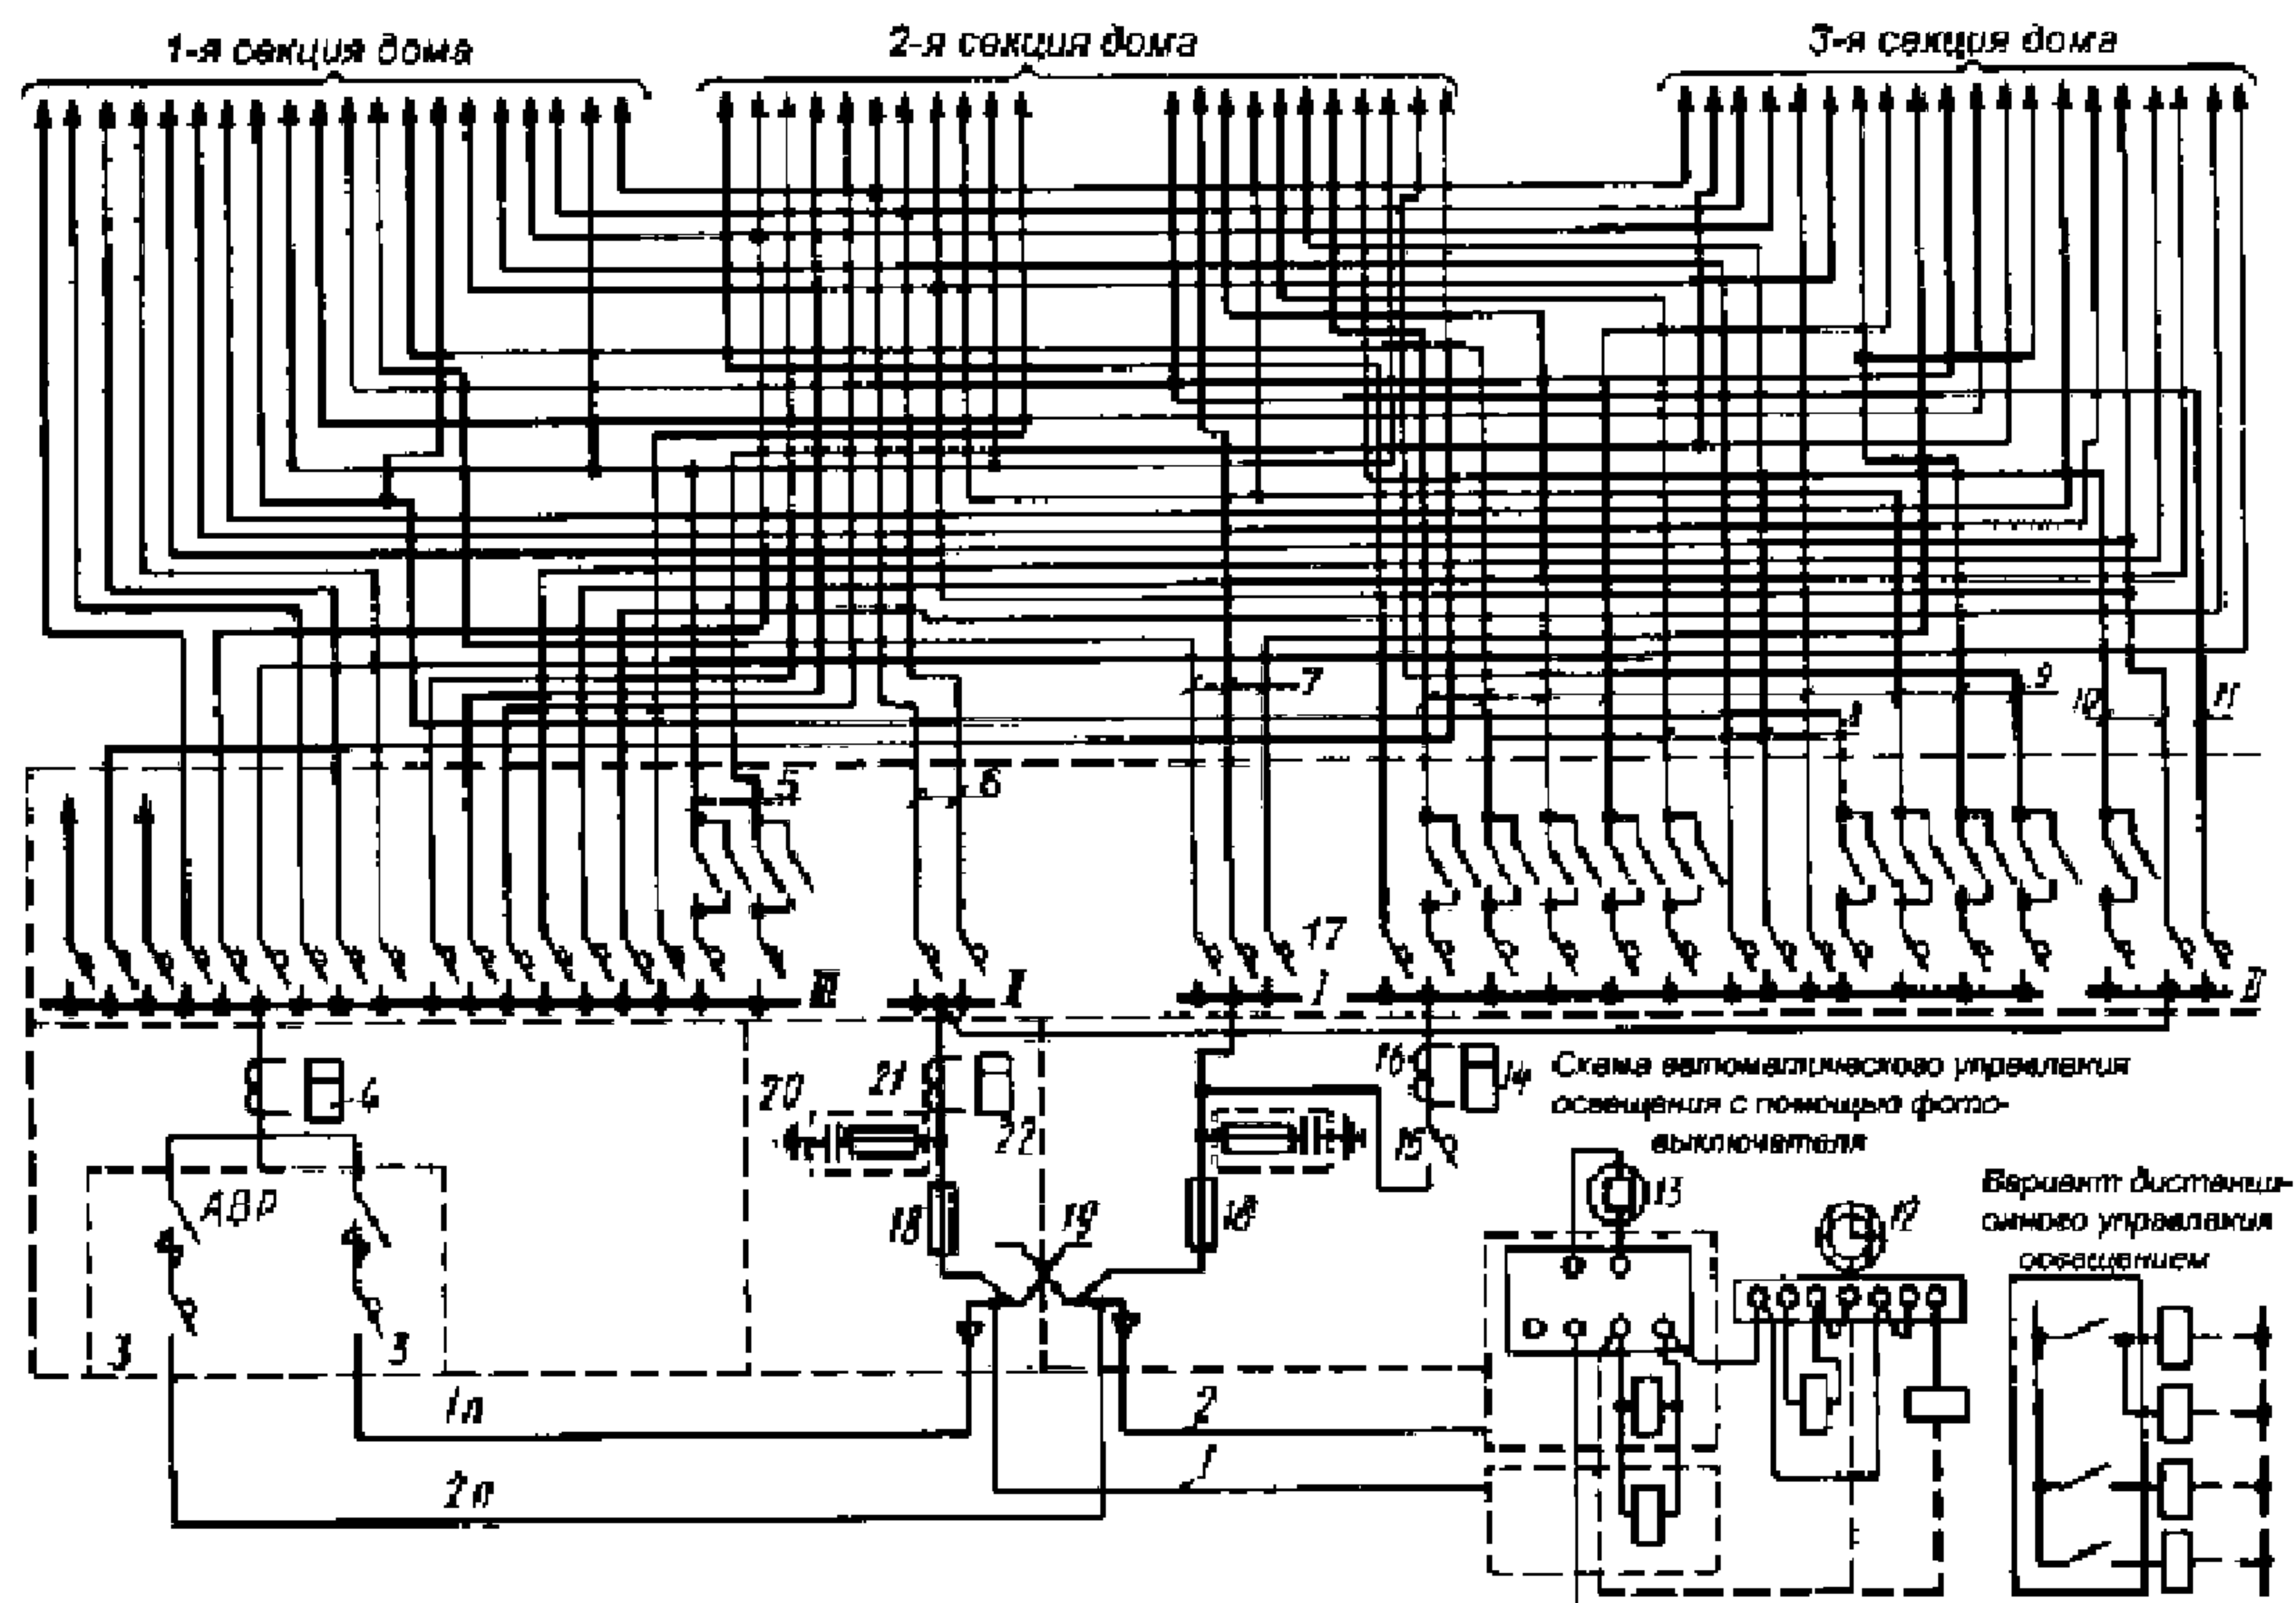 1-я секция дома
2-я секция дома
3-я секция дома
7
9
10
11
5
6
17
III
I
II
4
20
21
22
16
14
15
Схема автоматического управления
освещения с помощью фото-
выключателя
13
12
Вариант дистанци-
онного управления
освещением
АВР
18
19
18
3
3
1п
2
1
2п